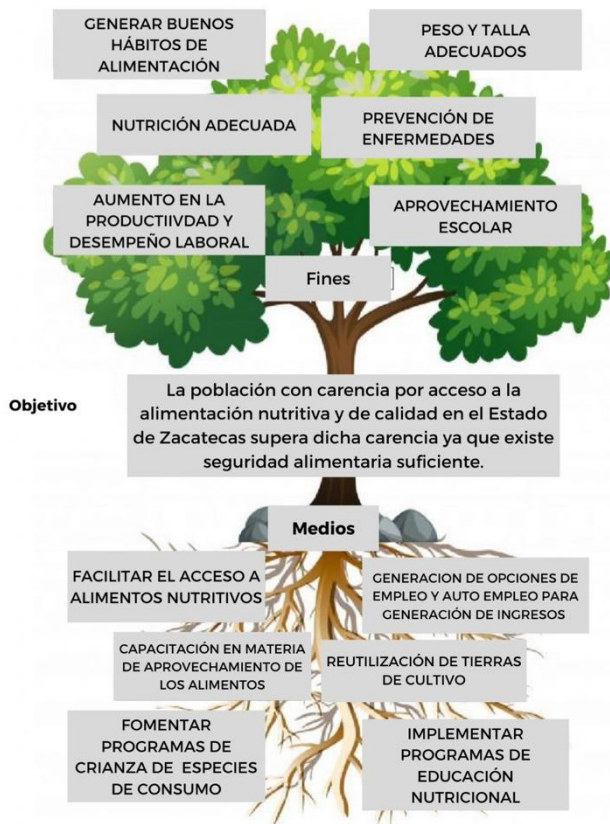 GENERAR BUENOS
HÁBITOS DE
ALIMENTACIÓN
PESO Y TALLA
ADECUADOS
NUTRICIÓN ADECUADA
PREVENCIÓN DE
ENFERMEDADES
AUMENTO EN LA
PRODUCTIIVDAD Y
DESEMPEÑO LABORAL
APROVECHAMIENTO
ESCOLAR
Fines
Objetivo
La población con carencia por acceso a la
alimentación nutritiva y de calidad en el Estado
de Zacatecas supera dicha carencia ya que existe
seguridad alimentaria suficiente.
Medios
FACILITAR EL ACCESO A
ALIMENTOS NUTRITIVOS
GENERACION DE OPCIONES DE
EMPLEO Y AUTO EMPLEO PARA
GENERACIÓN DE INGRESOS
CAPACITACIÓN EN MATERIA
DE APROVECHAMIENTO DE
LOS ALIMENTOS
REUTILIZACIÓN DE TIERRAS
DE CULTIVO
FOMENTAR
PROGRAMAS DE
CRIANZA DE ESPECIES
DE CONSUMO
IMPLEMENTAR
PROGRAMAS DE
EDUCACIÓN
NUTRICIONAL